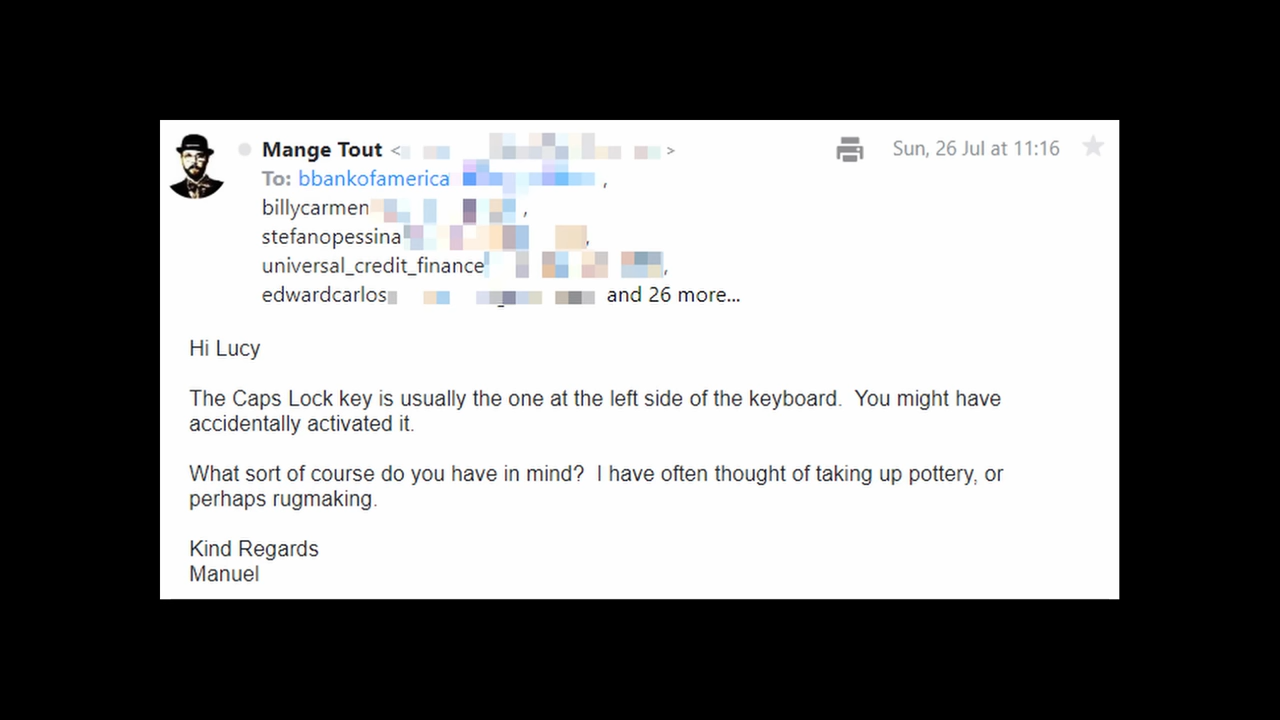 Mange Tout < >
Sun, 26 Jul at 11:16
To: bbankofamerica ,
billycarmen ,
stefanopessina ,
universal_credit_finance ,
edwardcarlos and 26 more...
Hi Lucy
The Caps Lock key is usually the one at the left side of the keyboard. You might have
accidentally activated it.
What sort of course do you have in mind? I have often thought of taking up pottery, or
perhaps rugmaking.
Kind Regards
Manuel